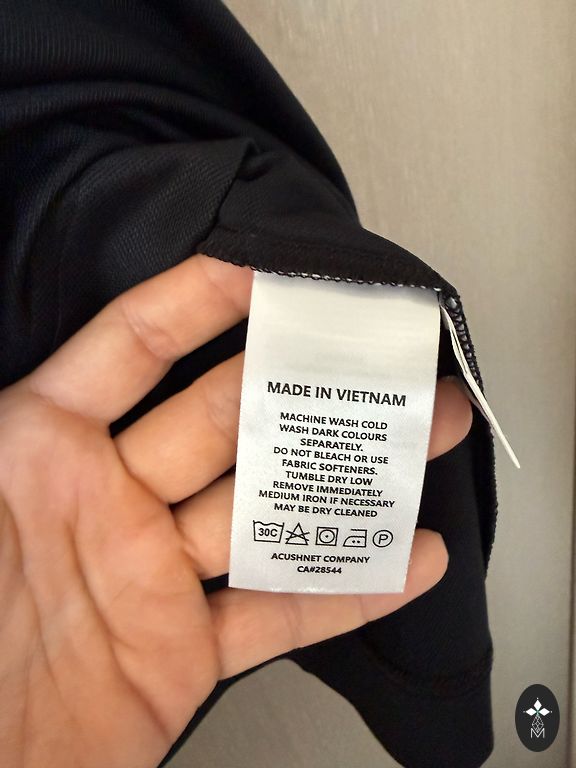 MADE IN VIETNAM
MACHINE WASH COLD
WASH DARK COLOURS
SEPARATELY.
DO NOT BLEACH OR USE
FABRIC SOFTENERS.
TUMBLE DRY LOW
REMOVE IMMEDIATELY
MEDIUM IRON IF NECESSARY
MAY BE DRY CLEANED
30C P
ACUSHNET COMPANY
CA#28544
M